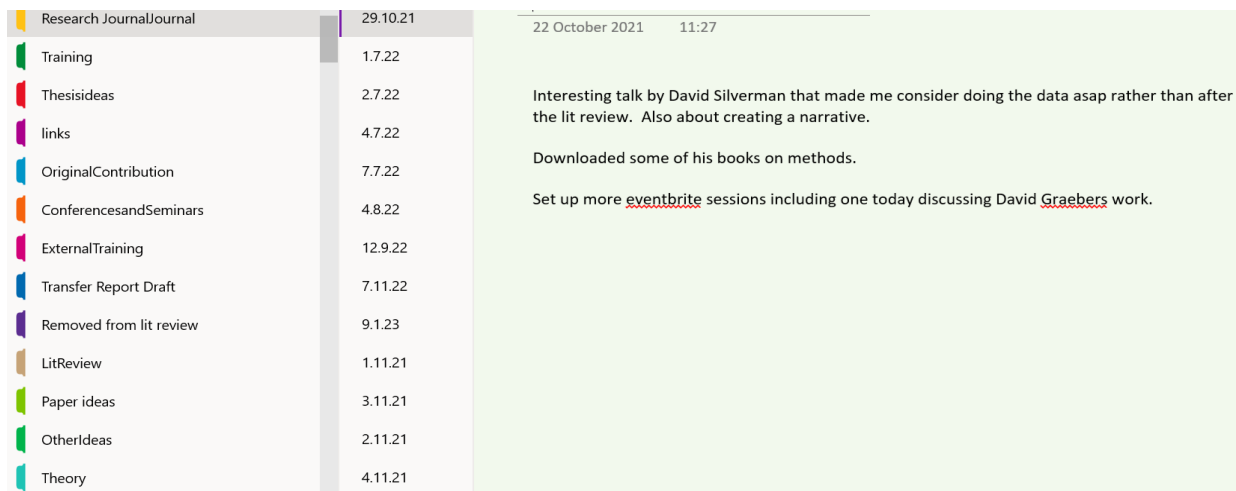 Research JournalJournal
Training
Thesisideas
links
OriginalContribution
ConferencesandSeminars
ExternalTraining
Transfer Report Draft
Removed from lit review
LitReview
Paper ideas
OtherIdeas
Theory
29.10.21
1.7.22
2.7.22
4.7.22
7.7.22
4.8.22
12.9.22
7.11.22
9.1.23
1.11.21
3.11.21
2.11.21
4.11.21
22 October 2021 11:27
Interesting talk by David Silverman that made me consider doing the data asap rather than after
the lit review. Also about creating a narrative.
Downloaded some of his books on methods.
Set up more eventbrite sessions including one today discussing David Graebers work.